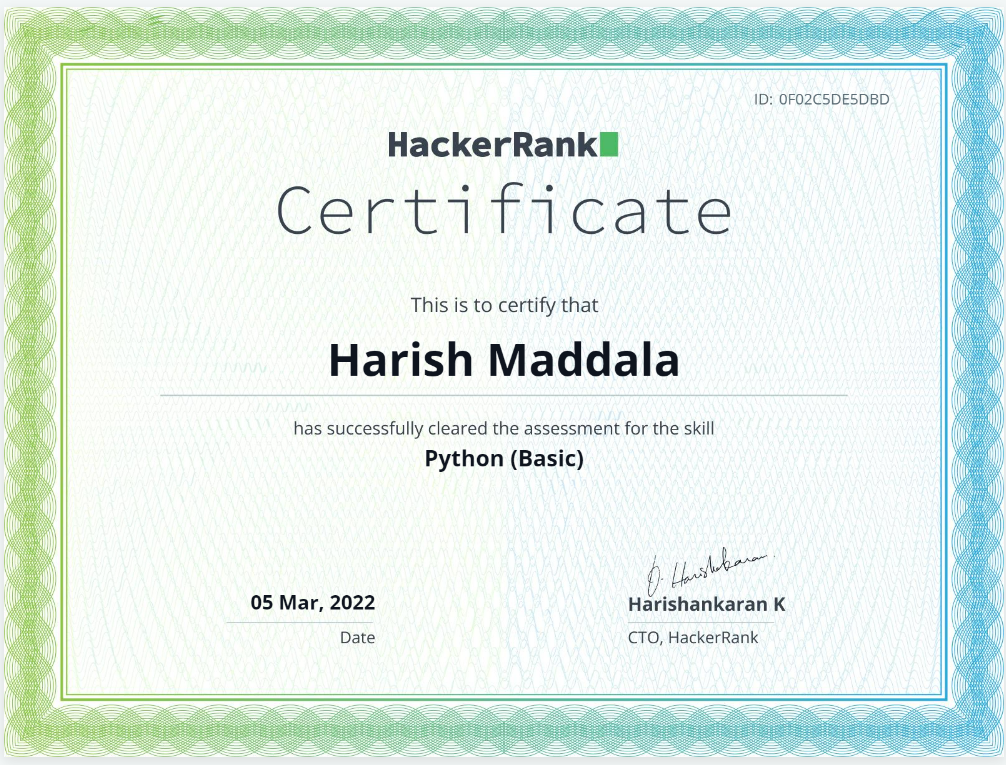 ID: 0F02C5DE5DBD
HackerRank
Certificate
This is to certify that
Harish Maddala
has successfully cleared the assessment for the skill
Python (Basic)
05 Mar, 2022
Date
Harishankaran K
CTO, HackerRank